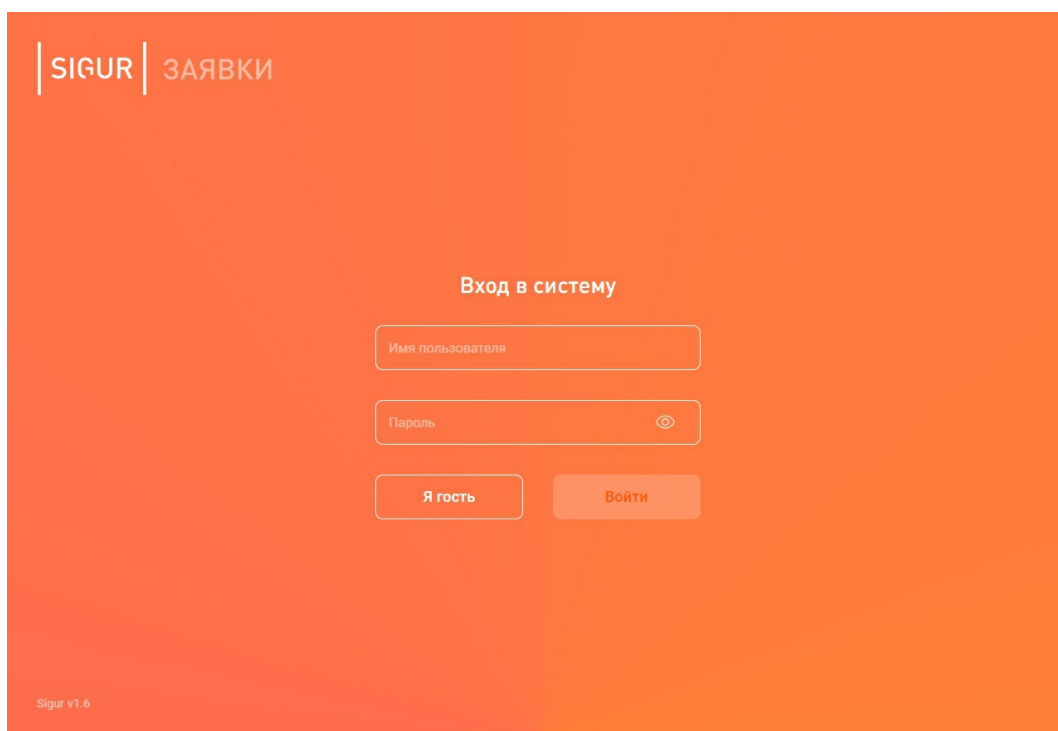 SIGUR ЗАЯВКИ
Вход в систему
Имя пользователя
Пароль
Я гость Войти
Sigur v1.6